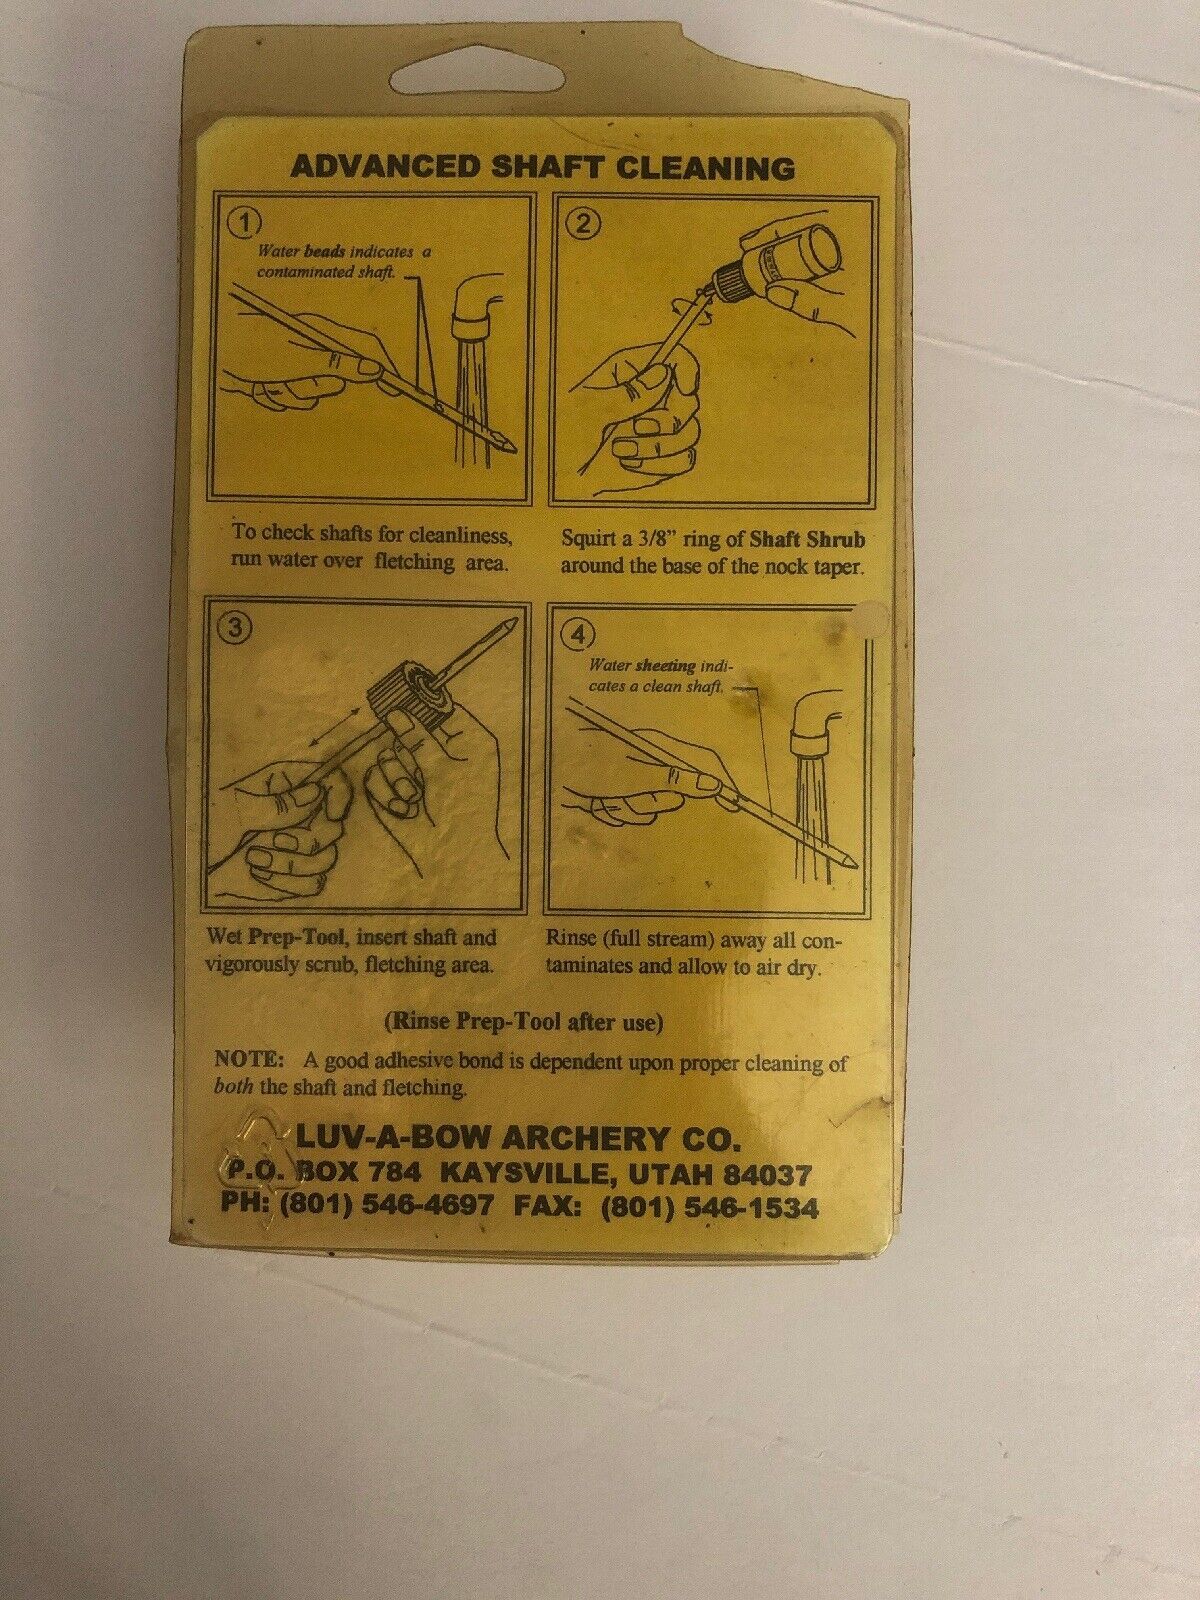 ADVANCED SHAFT CLEANING
1
Water beads indicates a
contaminated shaft.
To check shafts for cleanliness,
run water over fletching area.
2
Squirt a 3/8” ring of Shaft Shrub
around the base of the nock taper.
3
Wet Prep-Tool, insert shaft and
vigorously scrub, fletching area.
4
Water sheeting indi-
cates a clean shaft.
Rinse (full stream) away all con-
taminates and allow to air dry.
(Rinse Prep-Tool after use)
NOTE: A good adhesive bond is dependent upon proper cleaning of
both the shaft and fletching.
LUV-A-BOW ARCHERY CO.
P.O. BOX 784 KAYSVILLE, UTAH 84037
PH: (801) 546-4697 FAX: (801) 546-1534